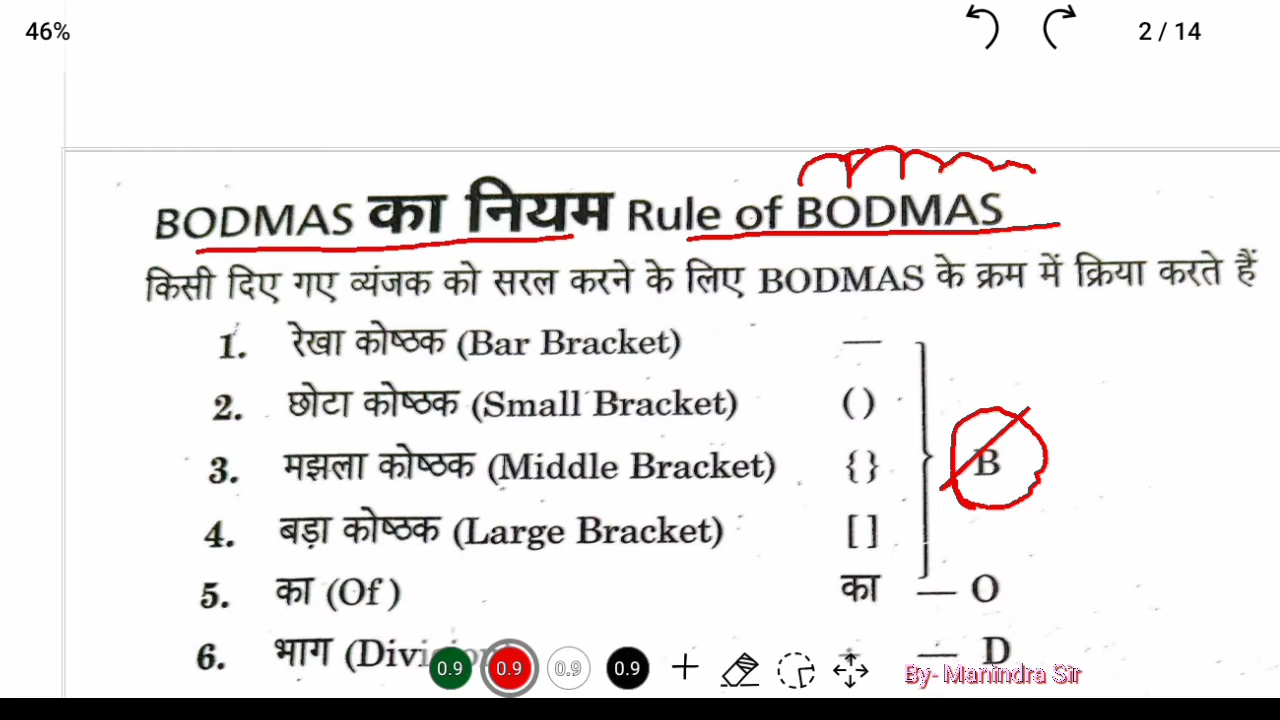 46%
2 / 14
BODMAS का नियम Rule of BODMAS
किसी दिए गए व्यंजक को सरल करने के लिए BODMAS के क्रम में क्रिया करते हैं
1. रेखा कोष्ठक (Bar Bracket) —
2. छोटा कोष्ठक (Small Bracket) ( )
3. मझला कोष्ठक (Middle Bracket) { } B
4. बड़ा कोष्ठक (Large Bracket) [ ]
5. का (Of) का — O
6. भाग (Division) ÷ — D
0.9 0.9 0.9 0.9
By- Manindra Sir